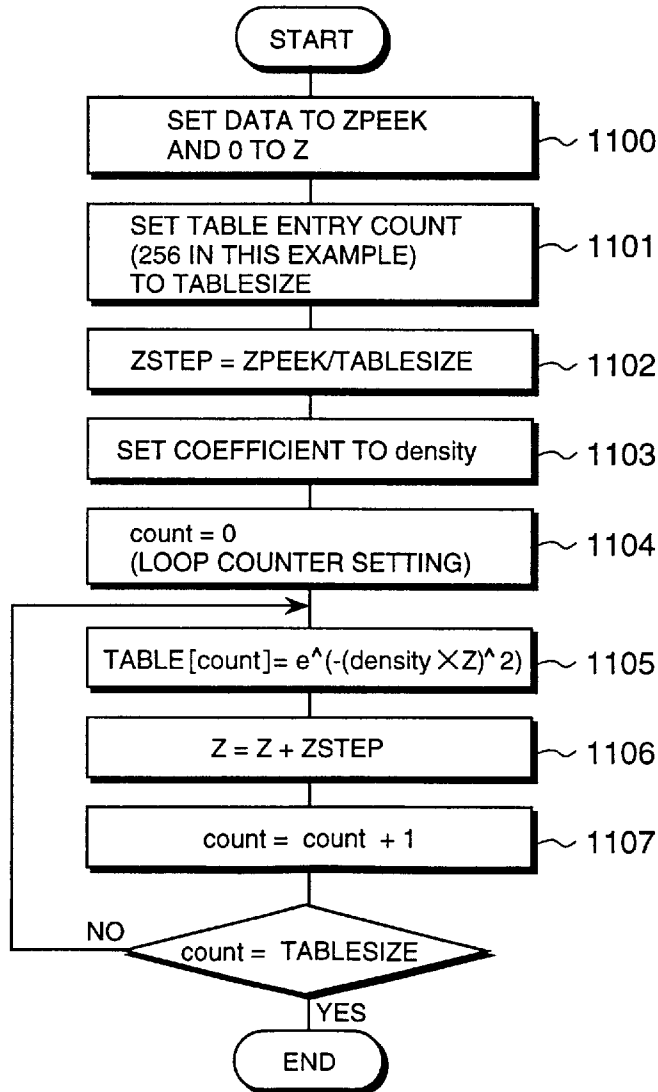 START
SET DATA TO ZPEEK
AND 0 TO Z
1100
SET TABLE ENTRY COUNT
(256 IN THIS EXAMPLE)
TO TABLESIZE
1101
ZSTEP = ZPEEK/TABLESIZE
1102
SET COEFFICIENT TO density
1103
count = 0
(LOOP COUNTER SETTING)
1104
TABLE [count]= e^(-(density ×Z)^ 2)
1105
Z = Z + ZSTEP
1106
count = count + 1
1107
NO
count = TABLESIZE
YES
END